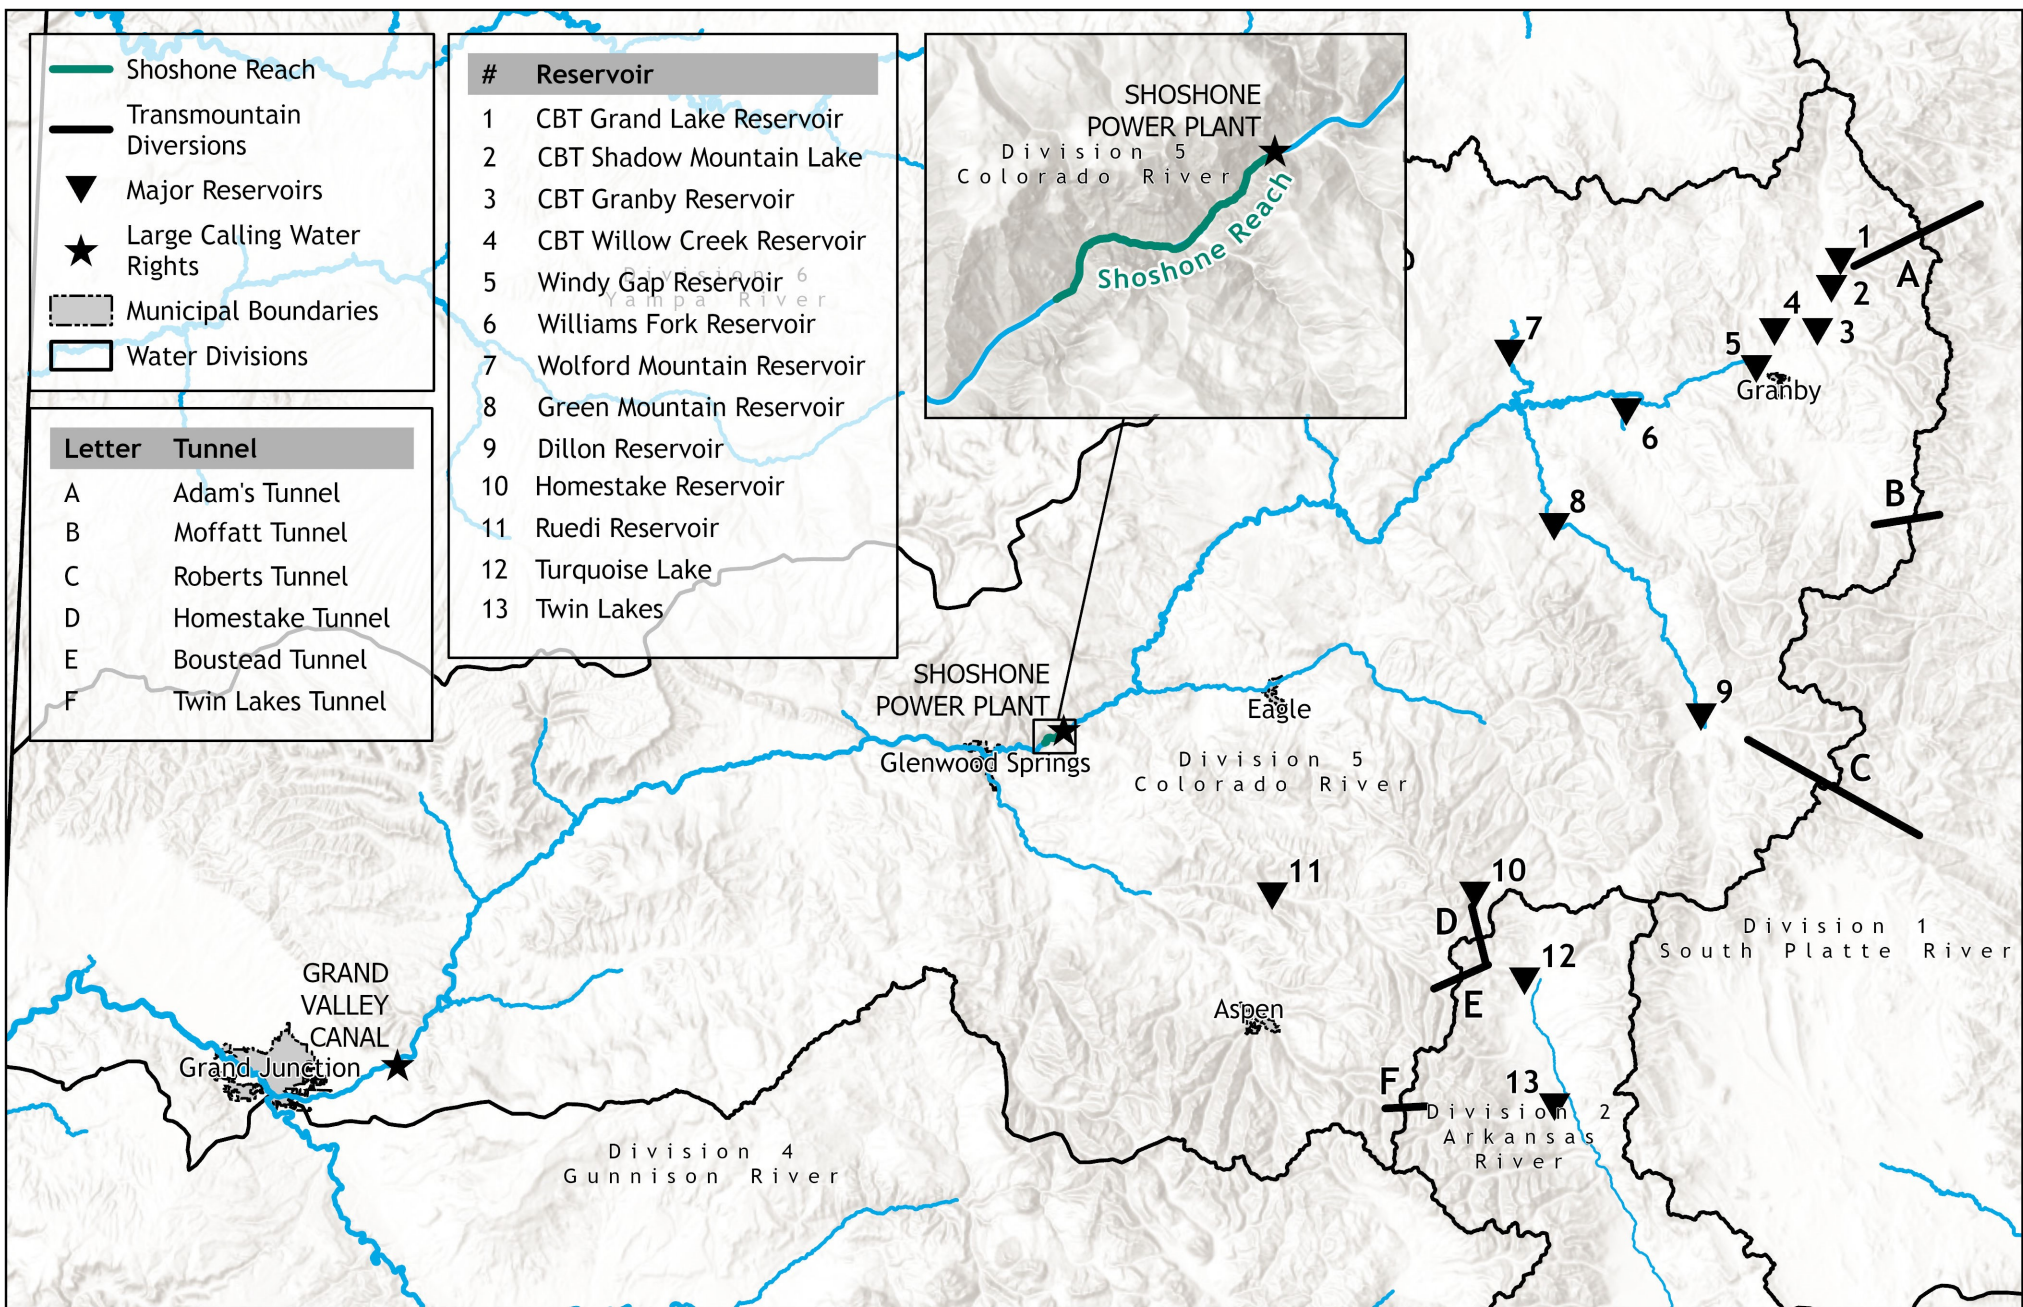 Shoshone Reach
Transmountain
Diversions
Major Reservoirs
Large Calling Water
Rights
Municipal Boundaries
Water Divisions
Letter Tunnel
A Adam's Tunnel
B Moffatt Tunnel
C Roberts Tunnel
D Homestake Tunnel
E Boustead Tunnel
F Twin Lakes Tunnel
# Reservoir
1 CBT Grand Lake Reservoir
2 CBT Shadow Mountain Lake
3 CBT Granby Reservoir
4 CBT Willow Creek Reservoir
5 Windy Gap Reservoir
6 Williams Fork Reservoir
7 Wolford Mountain Reservoir
8 Green Mountain Reservoir
9 Dillon Reservoir
10 Homestake Reservoir
11 Ruedi Reservoir
12 Turquoise Lake
13 Twin Lakes
Division 6
Yampa River
SHOSHONE
POWER PLANT
Division 5
Colorado River
Shoshone Reach
1
A
2
4
3
7
5
Granby
6
B
8
9
C
SHOSHONE
POWER PLANT
Eagle
Glenwood Springs
Division 5
Colorado River
11
10
D
Division 1
South Platte River
12
E
GRAND
VALLEY
CANAL
Aspen
Grand Junction
F
13
Division 2
Arkansas
River
Division 4
Gunnison River